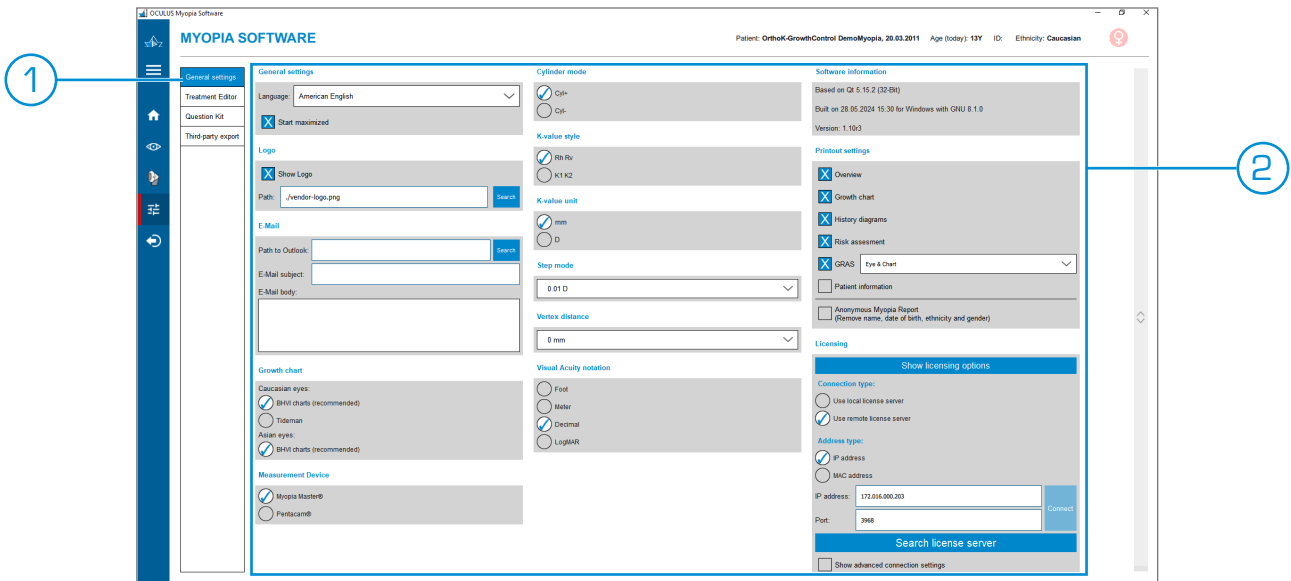 OCULUS Myopia Software
MYOPIA SOFTWARE
Patient: OrthoK-GrowthControl DemoMyopia, 20.03.2011 Age (today): 13Y ID: Ethnicity: Caucasian
1
2
General settings
Treatment Editor
Question Kit
Third-party export
General settings
Language: American English
X Start maximized
Logo
X Show Logo
Path: ./vendor-logo.png Search
E-Mail
Path to Outlook: Search
E-Mail subject:
E-Mail body:
Growth chart
Caucasian eyes:
BHVI charts (recommended)
Tideman
Asian eyes:
BHVI charts (recommended)
Measurement Device
Myopia Master®
Pentacam®
Cylinder mode
Cyl+
Cyl-
K-value style
Rh Rv
K1 K2
K-value unit
mm
D
Step mode
0.01 D
Vertex distance
0 mm
Visual Acuity notation
Foot
Meter
Decimal
LogMAR
Software information
Based on Qt 5.15.2 (32-Bit)
Built on 28.05.2024 15:30 for Windows with GNU 8.1.0
Version: 1.10r3
Printout settings
X Overview
X Growth chart
X History diagrams
X Risk assesment
X GRAS Eye & Chart
Patient information
Anonymous Myopia Report
(Remove name, date of birth, ethnicity and gender)
Licensing
Show licensing options
Connection type:
Use local license server
Use remote license server
Address type:
IP address
MAC address
IP address: 172.016.000.203
Connect
Port: 3968
Search license server
Show advanced connection settings